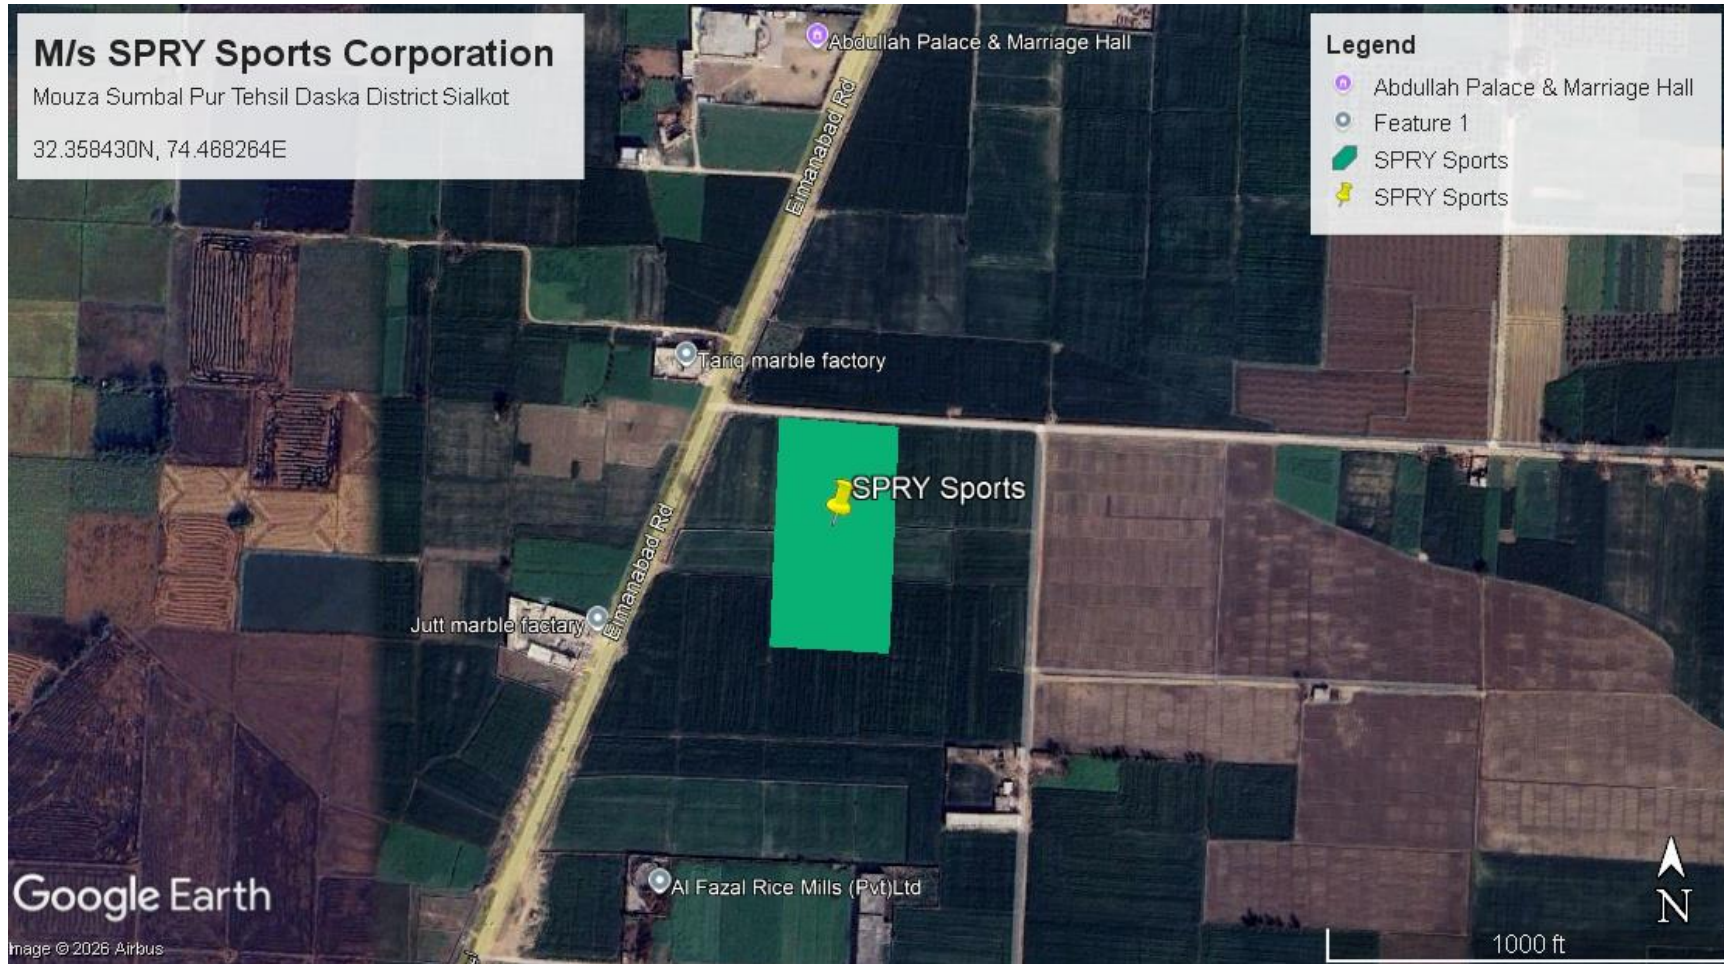 M/s SPRY Sports Corporation
Mouza Sumbal Pur Tehsil Daska District Sialkot
32.358430N, 74.468264E
Legend
Abdullah Palace & Marriage Hall
Feature 1
SPRY Sports
SPRY Sports
Abdullah Palace & Marriage Hall
Eimanabad Rd
Tariq marble factory
SPRY Sports
Eimanabad Rd
Jutt marble factary
Al Fazal Rice Mills (Pvt)Ltd
Google Earth
mage © 2026 Airbus
N
1000 ft